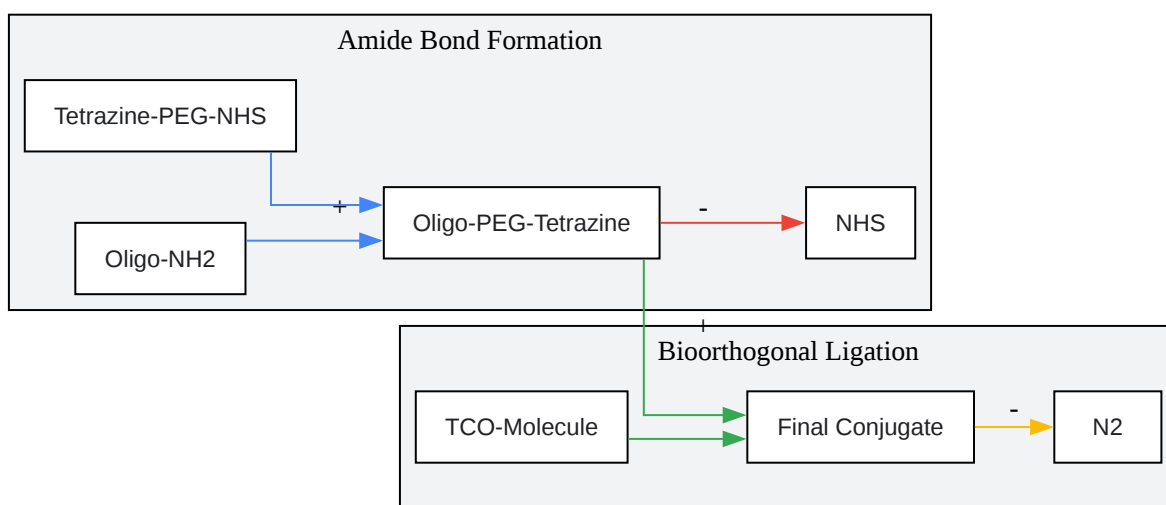 Amide Bond Formation
Tetrazine-PEG-NHS
+
Oligo-NH2
Oligo-PEG-Tetrazine
-
NHS
+
Bioorthogonal Ligation
TCO-Molecule
Final Conjugate
-
N2